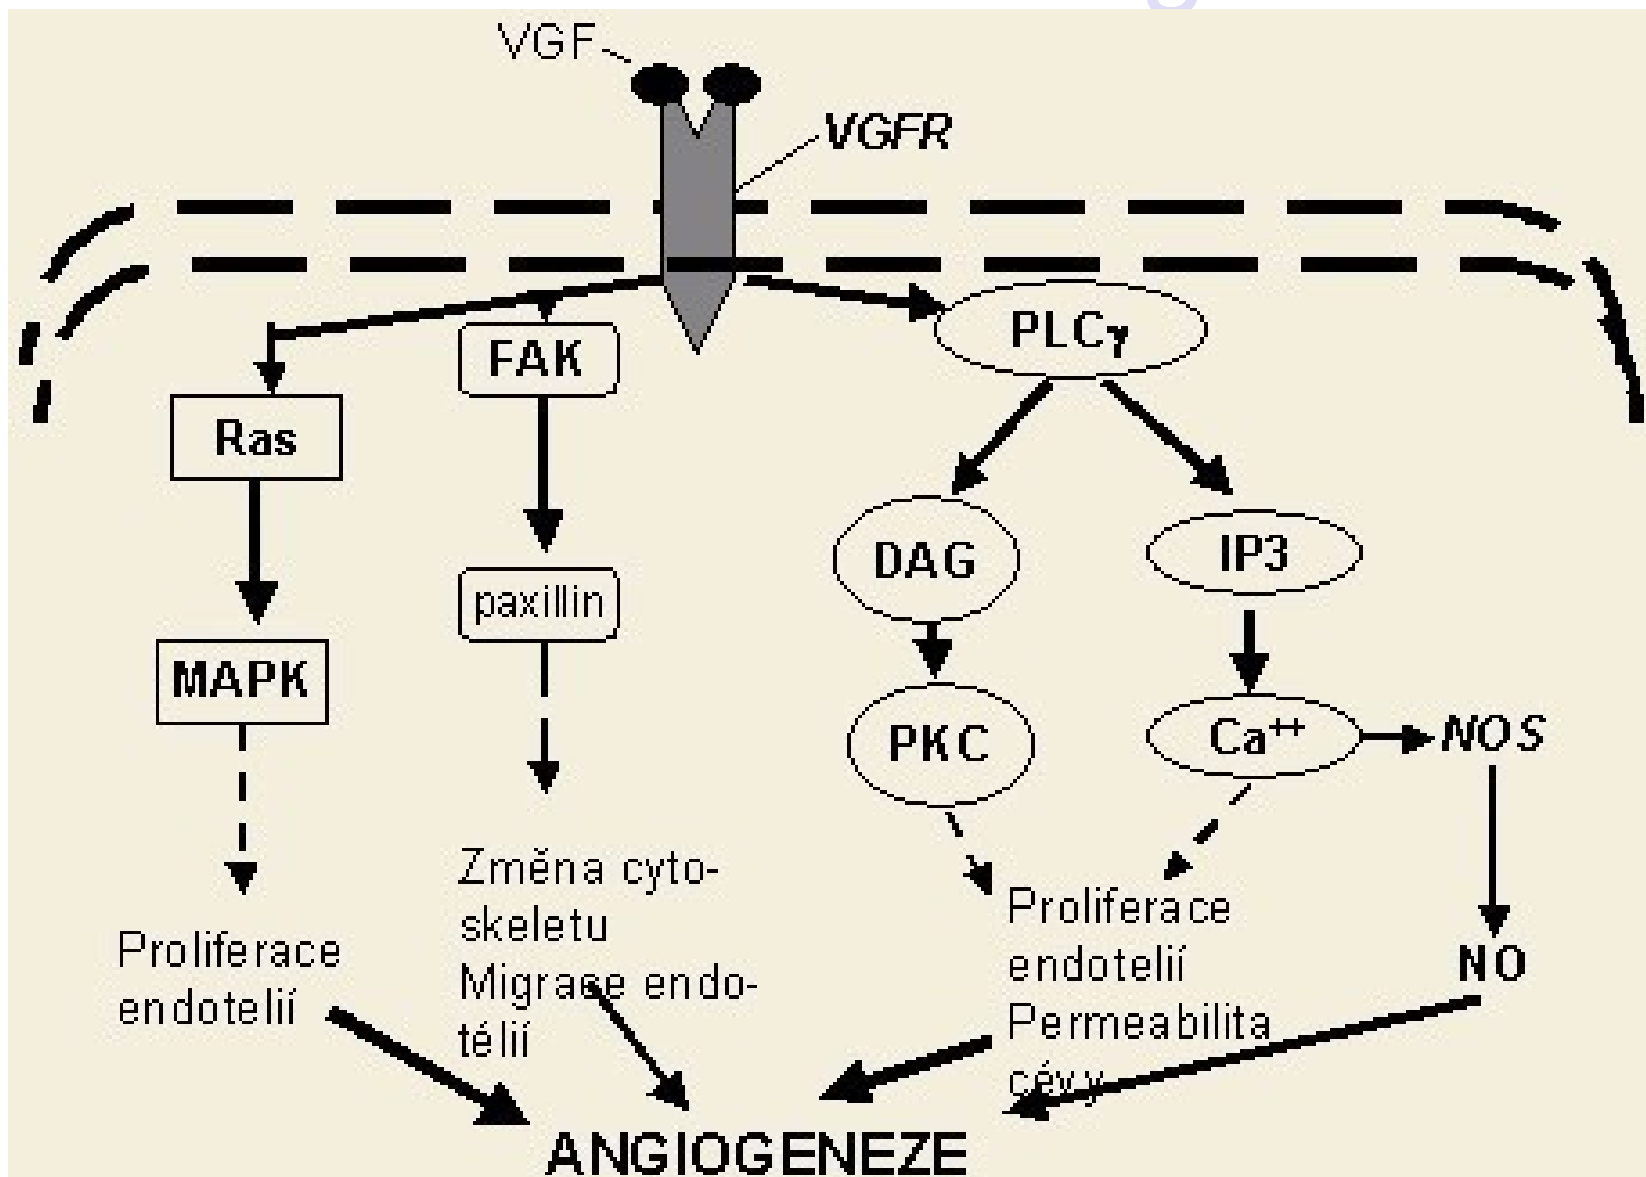 VGF
VGFR
PLCγ
FAK
Ras
DAG
IP3
paxillin
MAPK
PKC
Ca++
NOS
Změna cyto-
skeletu
Migrace endo-
télií
Proliferace
endotelií
Proliferace
endotelií
Permeabilita
cévy
NO
ANGIOGENEZE